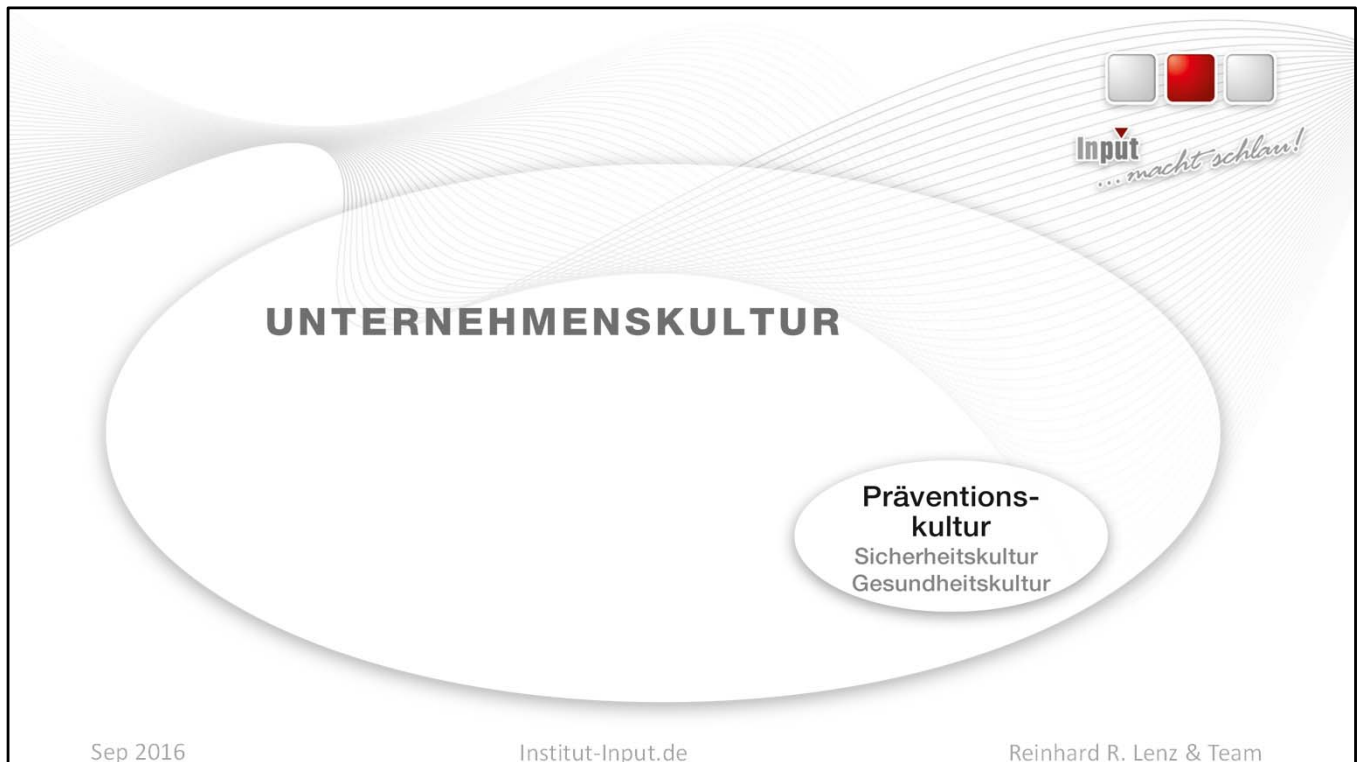 Input
... macht schlau!
UNTERNEHMENSKULTUR
Präventions-
kultur
Sicherheitskultur
Gesundheitskultur
Sep 2016
Institut-Input.de
Reinhard R. Lenz & Team